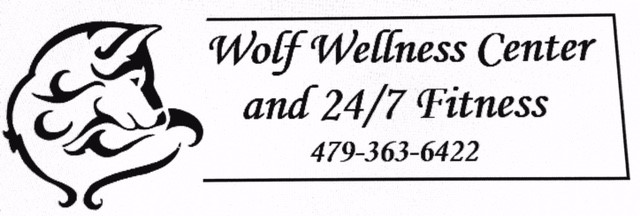 Wolf Wellness Center
and 24/7 Fitness
479-363-6422